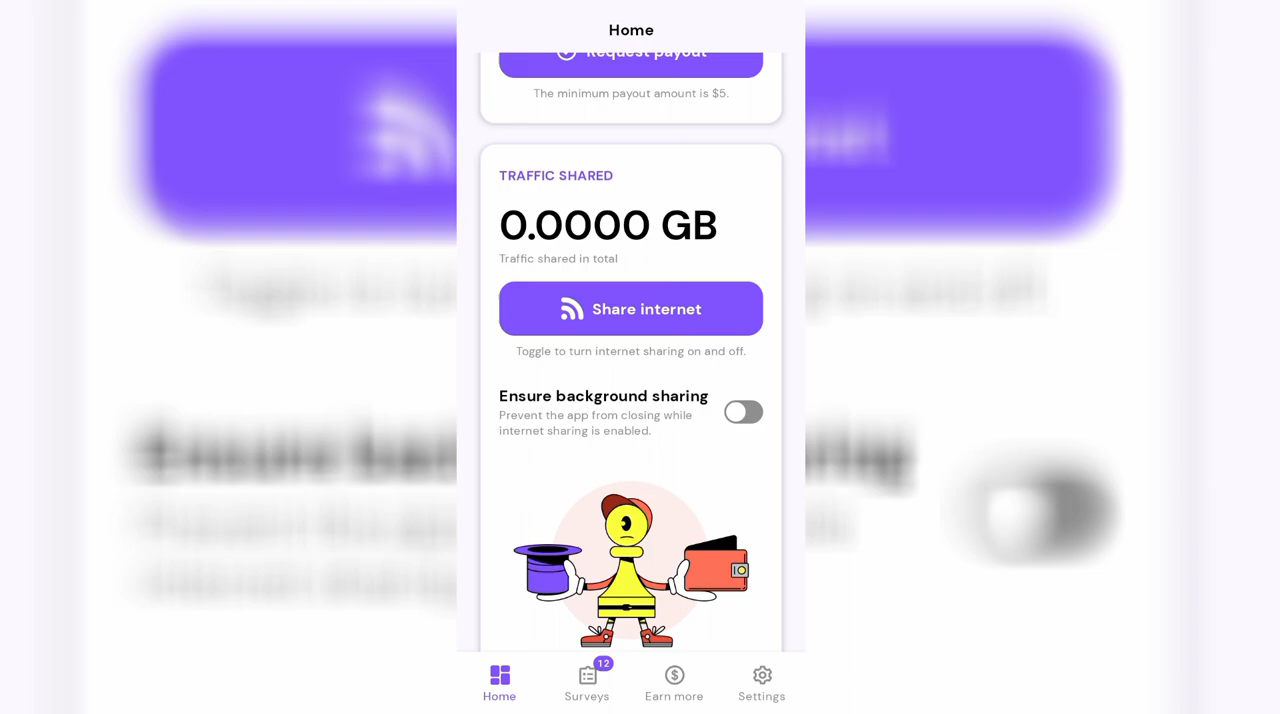 Home
Request payout
The minimum payout amount is $5.
TRAFFIC SHARED
0.0000 GB
Traffic shared in total
Share internet
Toggle to turn internet sharing on and off.
Ensure background sharing
Prevent the app from closing while
internet sharing is enabled.
12
Home
Surveys
Earn more
Settings